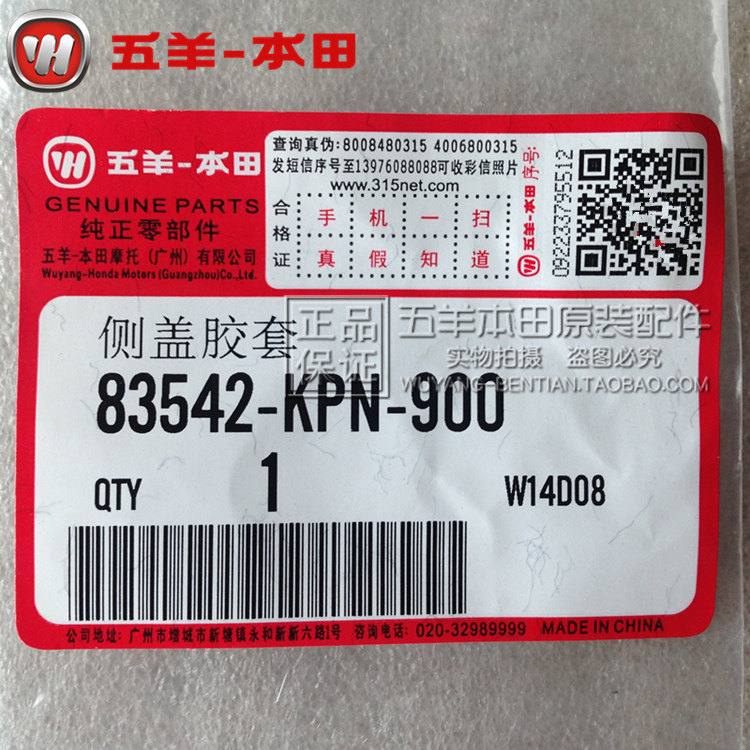 五羊-本田
五羊-本田
GENUINE PARTS
纯正零部件
五羊-本田摩托（广州）有限公司
Wuyang-Honda Motors(Guangzhou)Co.,Ltd.
查询真伪:8008480315 4006800315
发短信序号至13976088088可收彩信照片
www.315net.com
合格证
手机一扫
真假知道
五羊-本田
序号:
092233795512
侧盖胶套
正品保证
五羊本田原装配件
实物拍摄 盗图必究
WUYANG-BENTIAN.TAOBAO.COM
83542-KPN-900
QTY 1 W14D08
公司地址: 广州市增城市新塘镇永和新新六路1号 咨询电话: 020-32989999 MADE IN CHINA